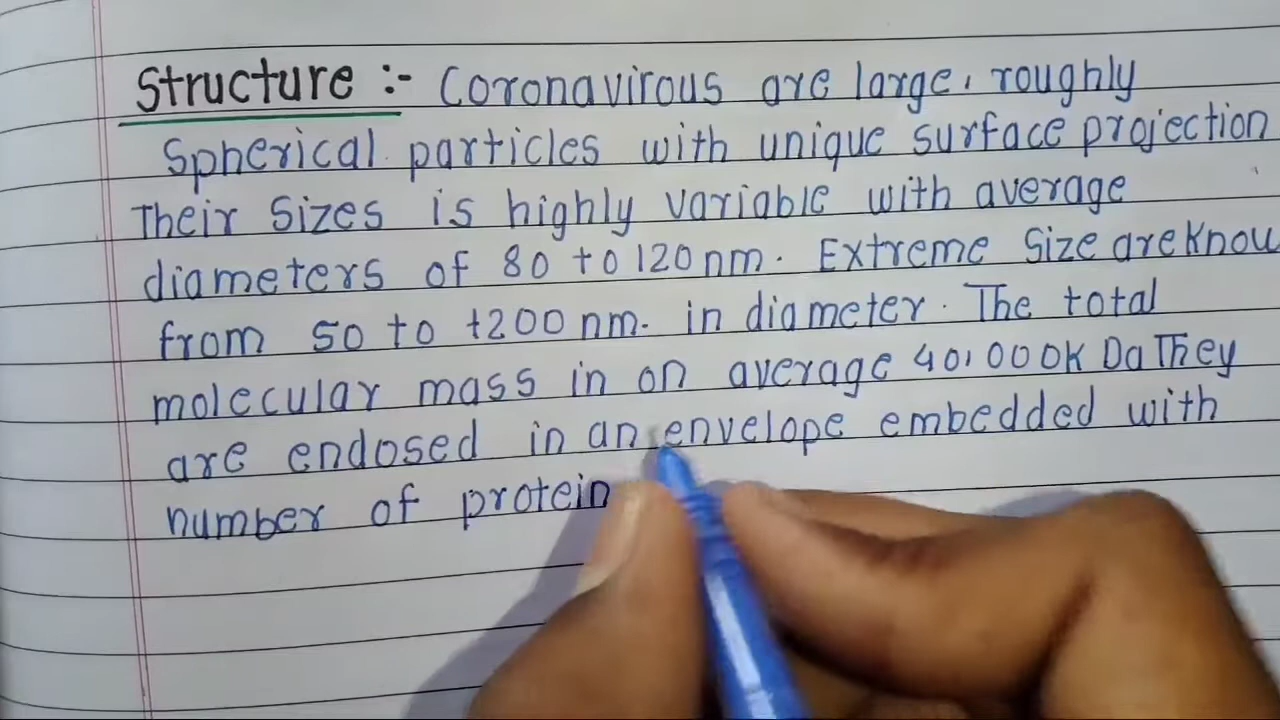 Structure :- Coronavirous are large, roughly
Spherical particles with unique surface projection
Their Sizes is highly variable with average
diameters of 80 to 120 nm. Extreme Size are Know
from 50 to +200 nm. in diameter. The total
molecular mass in on average 40,000 K Da They
are endosed in an envelope embedded with
number of protein